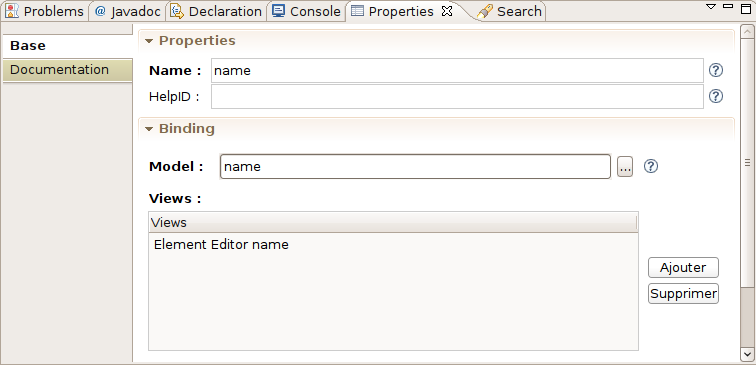 Problems @ Javadoc Declaration Console Properties Search
Base
Documentation
Properties
Name : name
HelpID :
Binding
Model : name ...
Views :
Views
Element Editor name
Ajouter
Supprimer